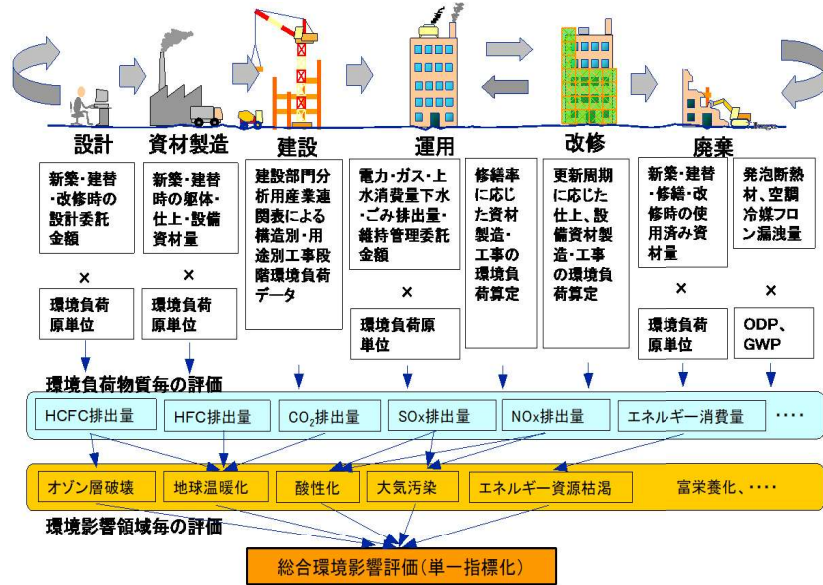 設計
資材製造
建設
運用
改修
廃棄
新築・建替
・改修時の
設計委託
金額
×
環境負荷
原単位
新築・建替
時の躯体・
仕上・設備
資材量
×
環境負荷
原単位
建設部門分
析用産業連
関表による
構造別・用
途別工事段
階環境負荷
データ
電力・ガス・上
水消費量下水
・ごみ排出量・
維持管理委託
金額
×
環境負荷原
単位
修繕率
に応じ
た資材
製造・
工事の
環境負
荷算定
更新周期
に応じた
仕上、設
備資材製
造・工事
の環境負
荷算定
新築・建替
・修繕・改
修時の使
用済み資
材量
×
環境負荷
原単位
発泡断熱
材、空調
冷媒フロ
ン漏洩量
×
ODP、
GWP
環境負荷物質毎の評価
HCFC排出量
HFC排出量
CO₂排出量
SOx排出量
NOx排出量
エネルギー消費量
････
オゾン層破壊
地球温暖化
酸性化
大気汚染
エネルギー資源枯渇
富栄養化、････
環境影響領域毎の評価
総合環境影響評価(単一指標化)